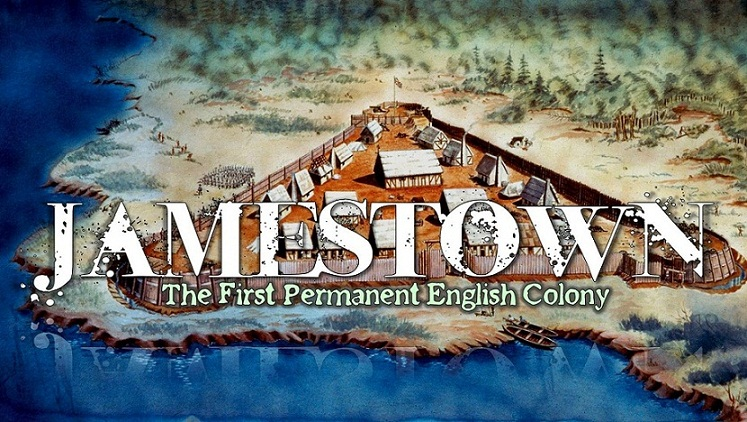 JAMESTOWN
The First Permanent English Colony